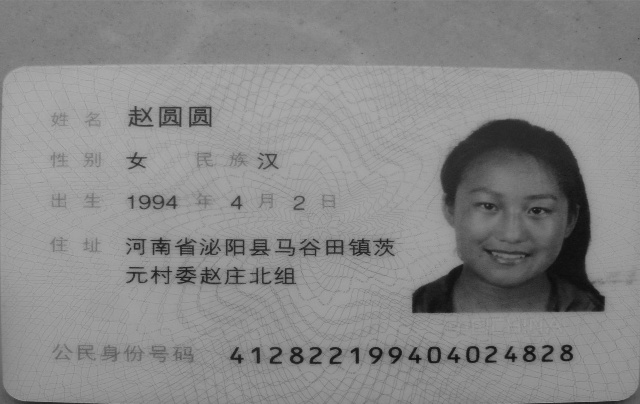 姓名 赵圆圆
性别 女 民族 汉
出生 1994 年 4 月 2 日
住址 河南省泌阳县马谷田镇茨
元村委赵庄北组
公民身份号码 412822199404024828